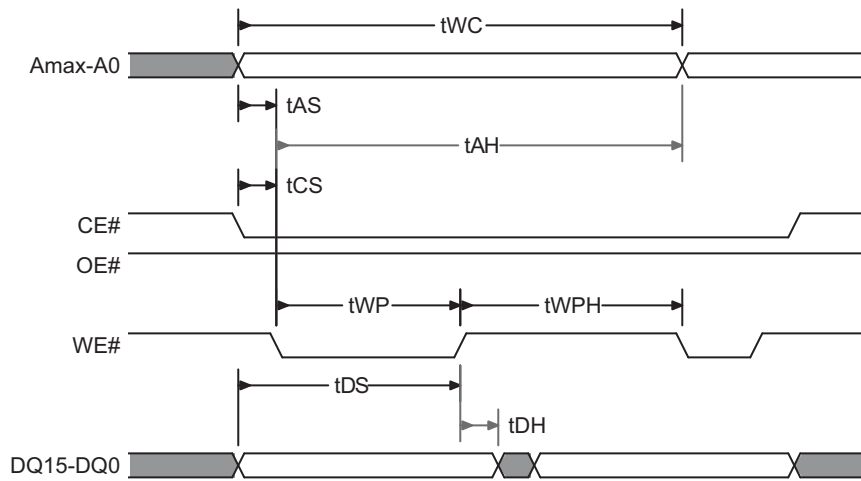 tWC
Amax-A0
tAS
tAH
tCS
CE#
OE#
tWP
tWPH
WE#
tDS
tDH
DQ15-DQ0